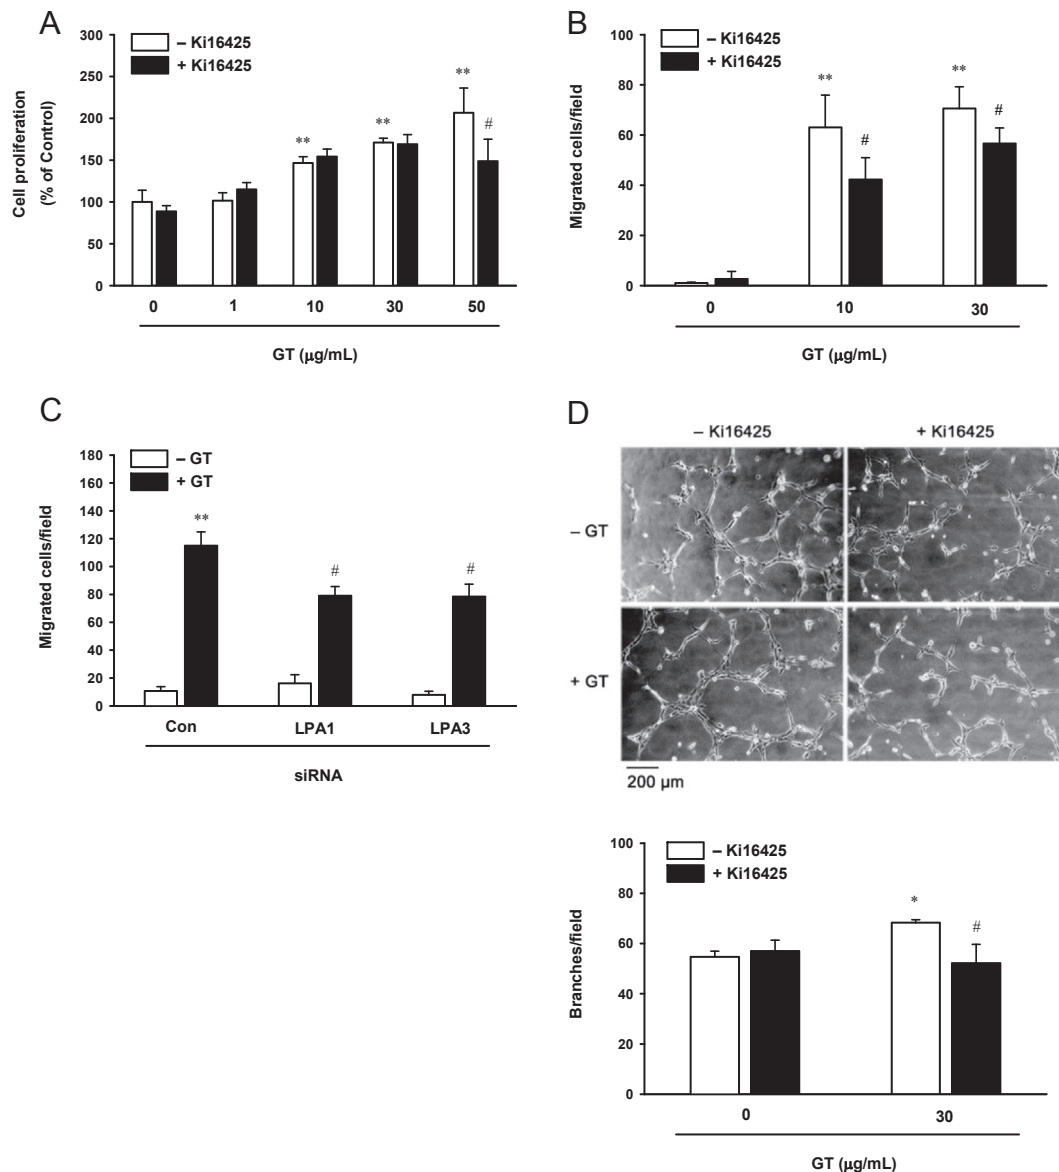 A
– Ki16425
+ Ki16425
Cell proliferation
(% of Control)
300
250
200
150
100
50
0
**
**
**
#
0 1 10 30 50
GT (μg/mL)
B
– Ki16425
+ Ki16425
Migrated cells/field
100
80
60
40
20
0
**
#
**
#
0 10 30
GT (μg/mL)
C
– GT
+ GT
Migrated cells/field
180
160
140
120
100
80
60
40
20
0
**
#
#
Con LPA1 LPA3
siRNA
D
– Ki16425 + Ki16425
– GT
+ GT
200 μm
– Ki16425
+ Ki16425
Branches/field
100
80
60
40
20
0
*
#
0 30
GT (μg/mL)